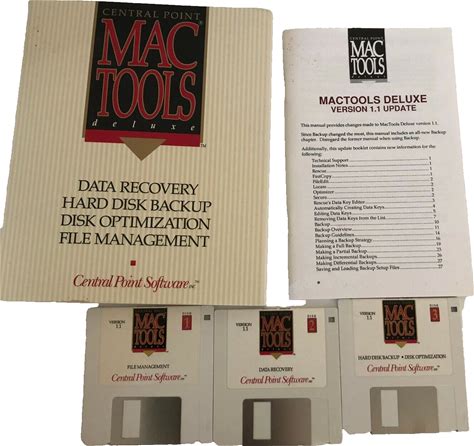 CENTRAL POINT
MAC
TOOLS
deluxe
™
DATA RECOVERY
HARD DISK BACKUP
DISK OPTIMIZATION
FILE MANAGEMENT
Central Point Software INC™
CENTRAL POINT
MAC
TOOLS
MACTOOLS DELUXE
VERSION 1.1 UPDATE
This manual provides changes made to MacTools Deluxe version 1.1.
Since Backup changed the most, this manual includes an all-new Backup
chapter. Disregard the former manual when using Backup.
Additionally, this update booklet contains new information for the
following:
Technical Support
Installation Notes
Rescue
FastCopy
FileEdit
Locate
Optimizer
Secure
Rescue's Data Key Editor
Automatically Creating Data Keys
Editing Data Keys
Removing Data Keys from the List
Backup
Backup Overview
Backup Guidelines
Planning a Backup Strategy
Making a Full Backup
Making a Partial Backup
Making Incremental Backups
Making Differential Backups
Saving and Loading Backup Setup Files
VERSION
1.1
MAC
TOOLS
DISK
1
FILE MANAGEMENT
Central Point Software INC
VERSION
1.1
MAC
TOOLS
DISK
2
DATA RECOVERY
Central Point Software INC
VERSION
1.1
MAC
TOOLS
DISK
3
HARD DISK BACKUP • DISK OPTIMIZATION
Central Point Software INC